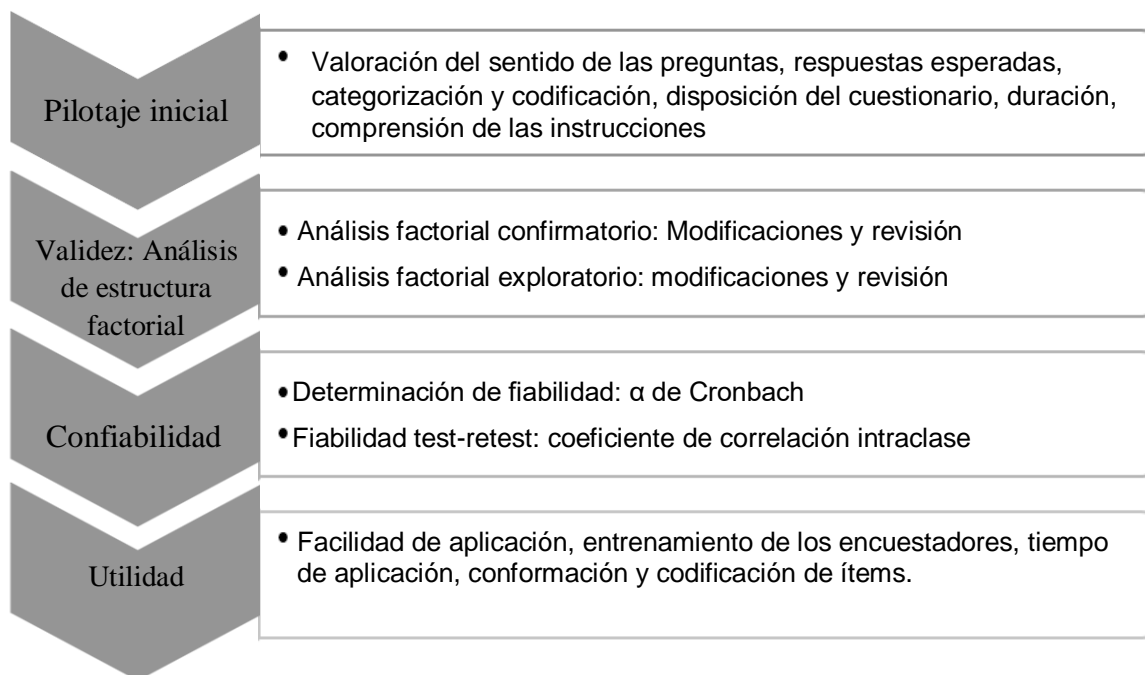 Pilotaje inicial
• Valoración del sentido de las preguntas, respuestas esperadas,
categorización y codificación, disposición del cuestionario, duración,
comprensión de las instrucciones
Validez: Análisis
de estructura
factorial
• Análisis factorial confirmatorio: Modificaciones y revisión
• Análisis factorial exploratorio: modificaciones y revisión
Confiabilidad
• Determinación de fiabilidad: α de Cronbach
• Fiabilidad test-retest: coeficiente de correlación intraclase
Utilidad
• Facilidad de aplicación, entrenamiento de los encuestadores, tiempo
de aplicación, conformación y codificación de ítems.